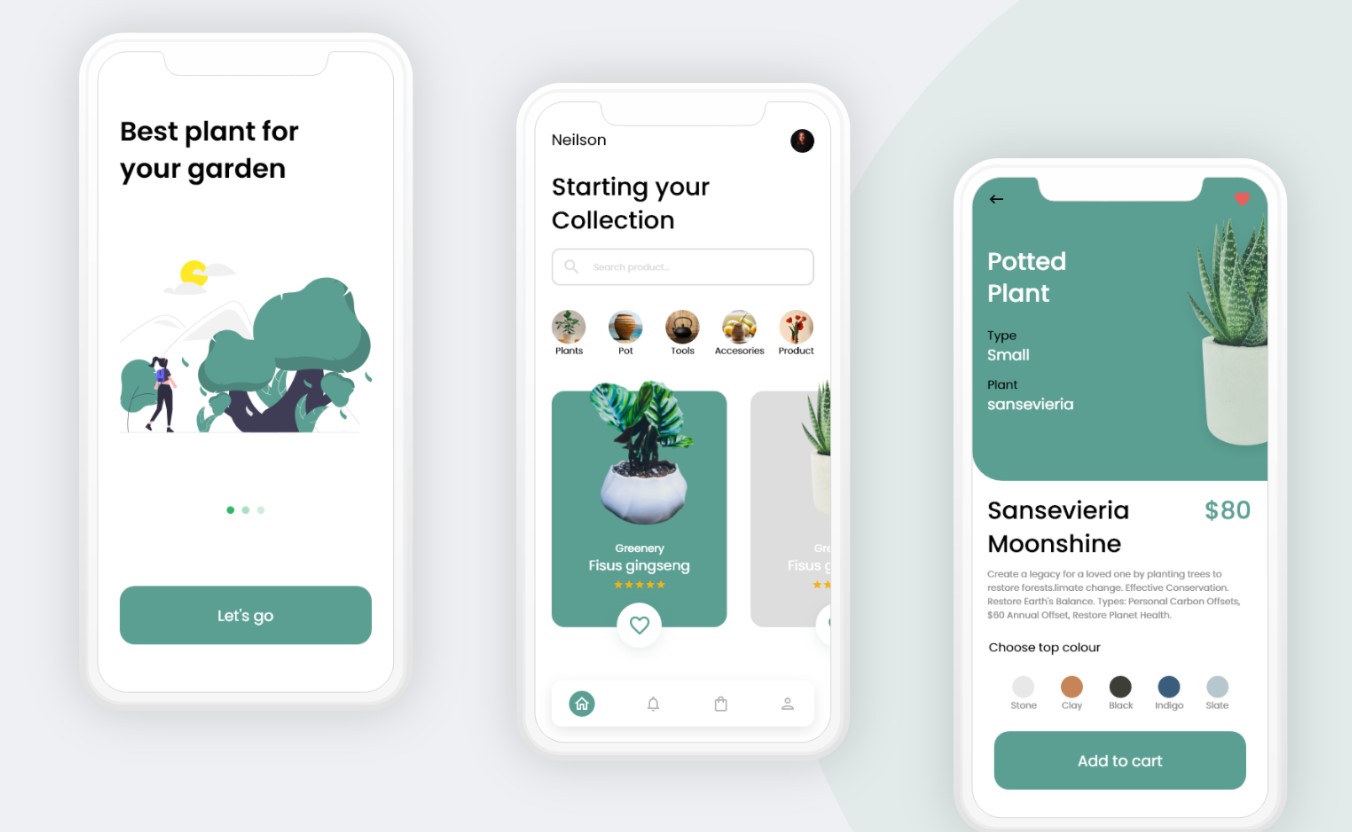 Best plant for
your garden
Let's go
Neilson
Starting your
Collection
Search product...
Plants Pot Tools Accesories Product
Greenery
Fisus gingseng
Fisus g
Potted
Plant
Type
Small
Plant
sansevieria
Sansevieria $80
Moonshine
Create a legacy for a loved one by planting trees to
restore forests.limate change. Effective Conservation.
Restore Earth's Balance. Types: Personal Carbon Offsets,
$60 Annual Offset, Restore Planet Health.
Choose top colour
Stone Clay Black Indigo Slate
Add to cart